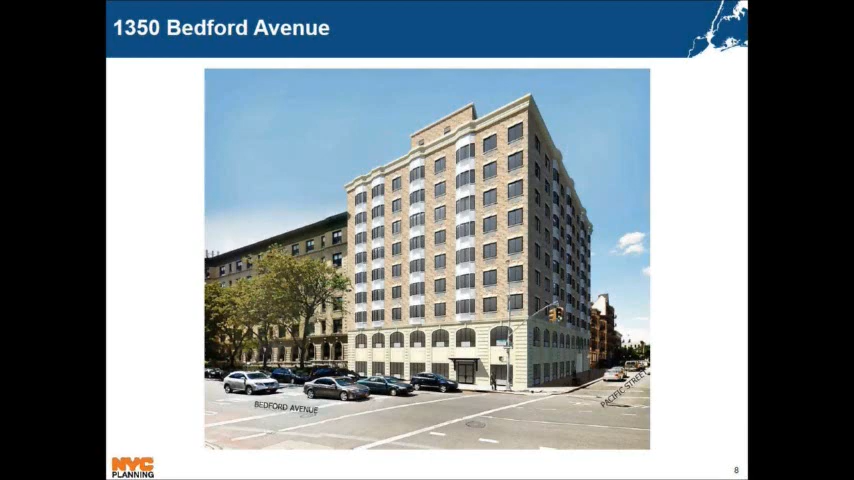 1350 Bedford Avenue
BEDFORD AVENUE
PACIFIC STREET
NYC
PLANNING
8